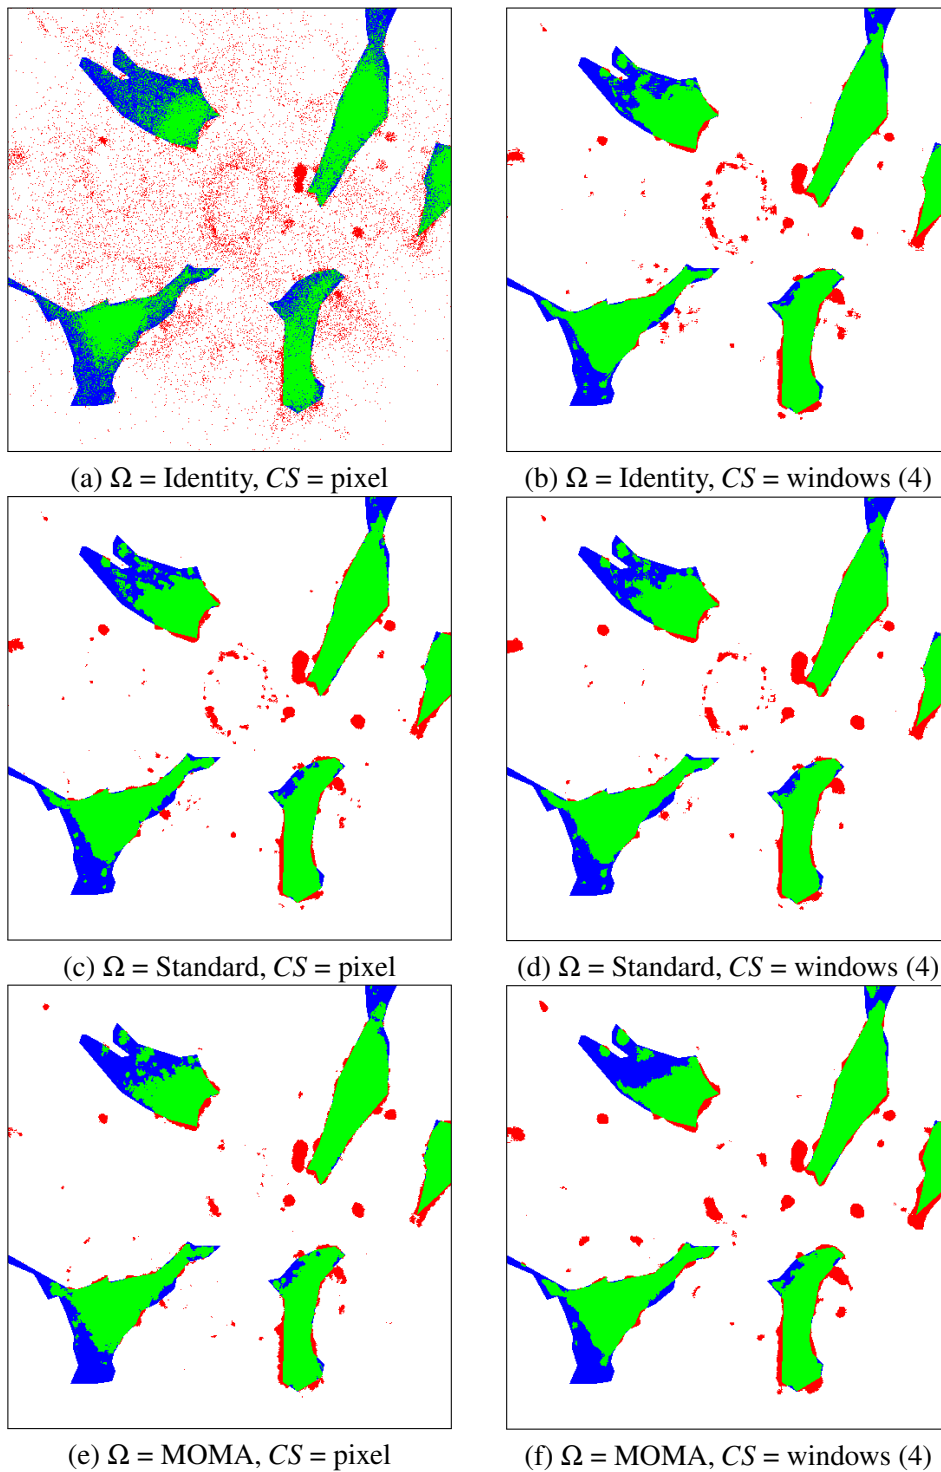 (a) Ω = Identity, CS = pixel
(b) Ω = Identity, CS = windows (4)
(c) Ω = Standard, CS = pixel
(d) Ω = Standard, CS = windows (4)
(e) Ω = MOMA, CS = pixel
(f) Ω = MOMA, CS = windows (4)